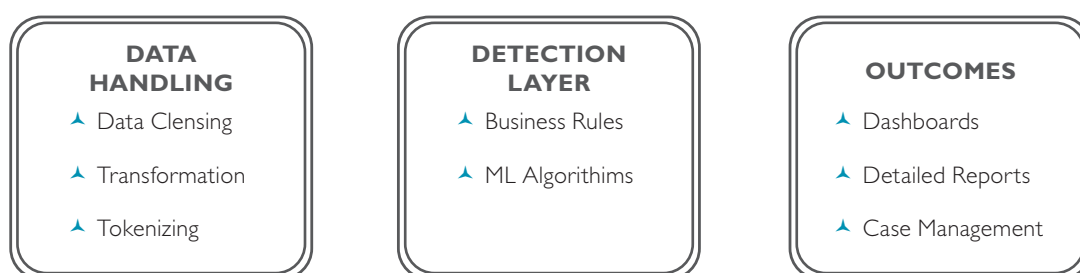 DATA
HANDLING
Data Clensing
Transformation
Tokenizing
DETECTION
LAYER
Business Rules
ML Algorithims
OUTCOMES
Dashboards
Detailed Reports
Case Management